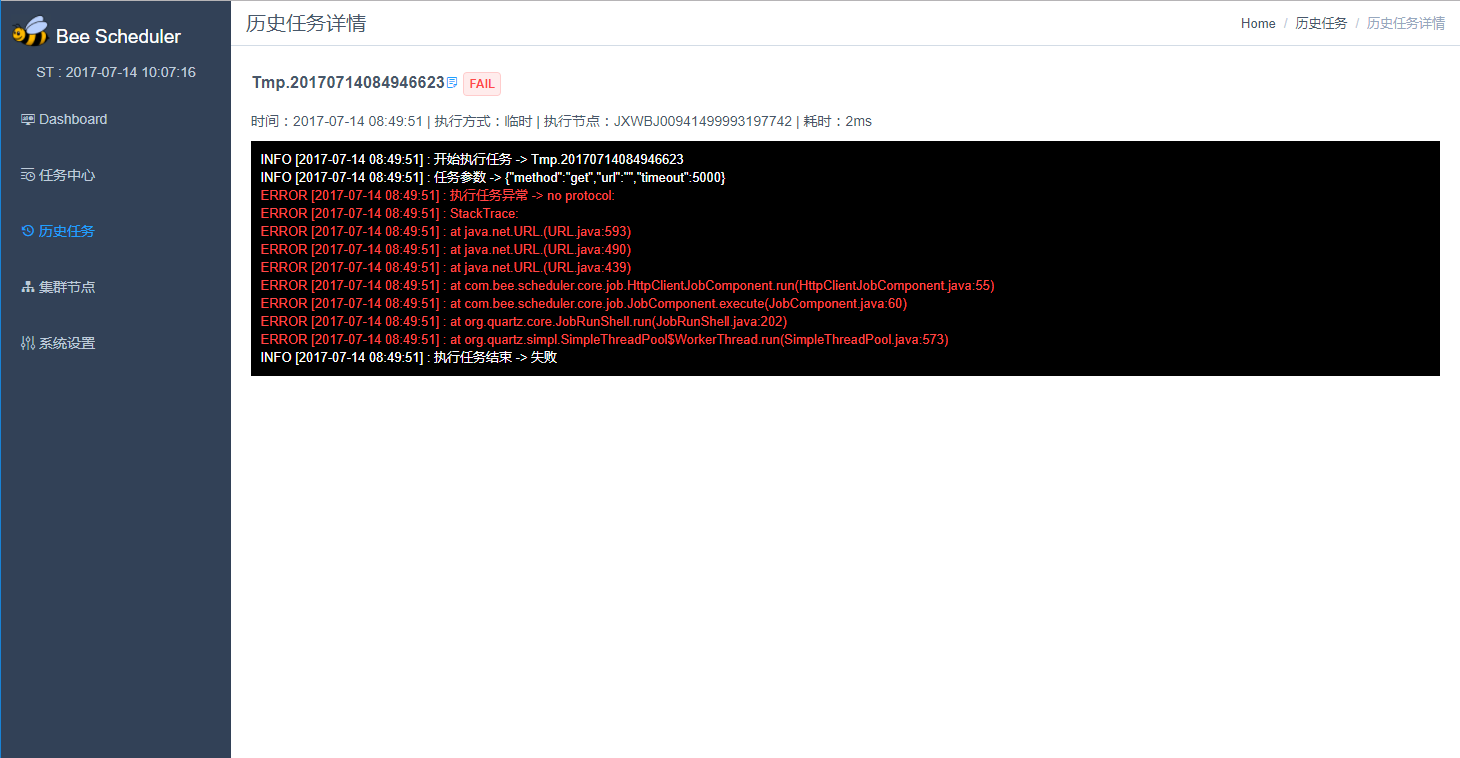 Bee Scheduler
ST : 2017-07-14 10:07:16
Dashboard
任务中心
历史任务
集群节点
系统设置
历史任务详情
Home / 历史任务 / 历史任务详情
Tmp.20170714084946623 FAIL
时间：2017-07-14 08:49:51 | 执行方式：临时 | 执行节点：JXWBJ00941499993197742 | 耗时：2ms
INFO [2017-07-14 08:49:51] : 开始执行任务 -> Tmp.20170714084946623
INFO [2017-07-14 08:49:51] : 任务参数 -> {"method":"get","url":"","timeout":5000}
ERROR [2017-07-14 08:49:51] : 执行任务异常 -> no protocol:
ERROR [2017-07-14 08:49:51] : StackTrace:
ERROR [2017-07-14 08:49:51] : at java.net.URL.(URL.java:593)
ERROR [2017-07-14 08:49:51] : at java.net.URL.(URL.java:490)
ERROR [2017-07-14 08:49:51] : at java.net.URL.(URL.java:439)
ERROR [2017-07-14 08:49:51] : at com.bee.scheduler.core.job.HttpClientJobComponent.run(HttpClientJobComponent.java:55)
ERROR [2017-07-14 08:49:51] : at com.bee.scheduler.core.job.JobComponent.execute(JobComponent.java:60)
ERROR [2017-07-14 08:49:51] : at org.quartz.core.JobRunShell.run(JobRunShell.java:202)
ERROR [2017-07-14 08:49:51] : at org.quartz.simpl.SimpleThreadPool$WorkerThread.run(SimpleThreadPool.java:573)
INFO [2017-07-14 08:49:51] : 执行任务结束 -> 失败